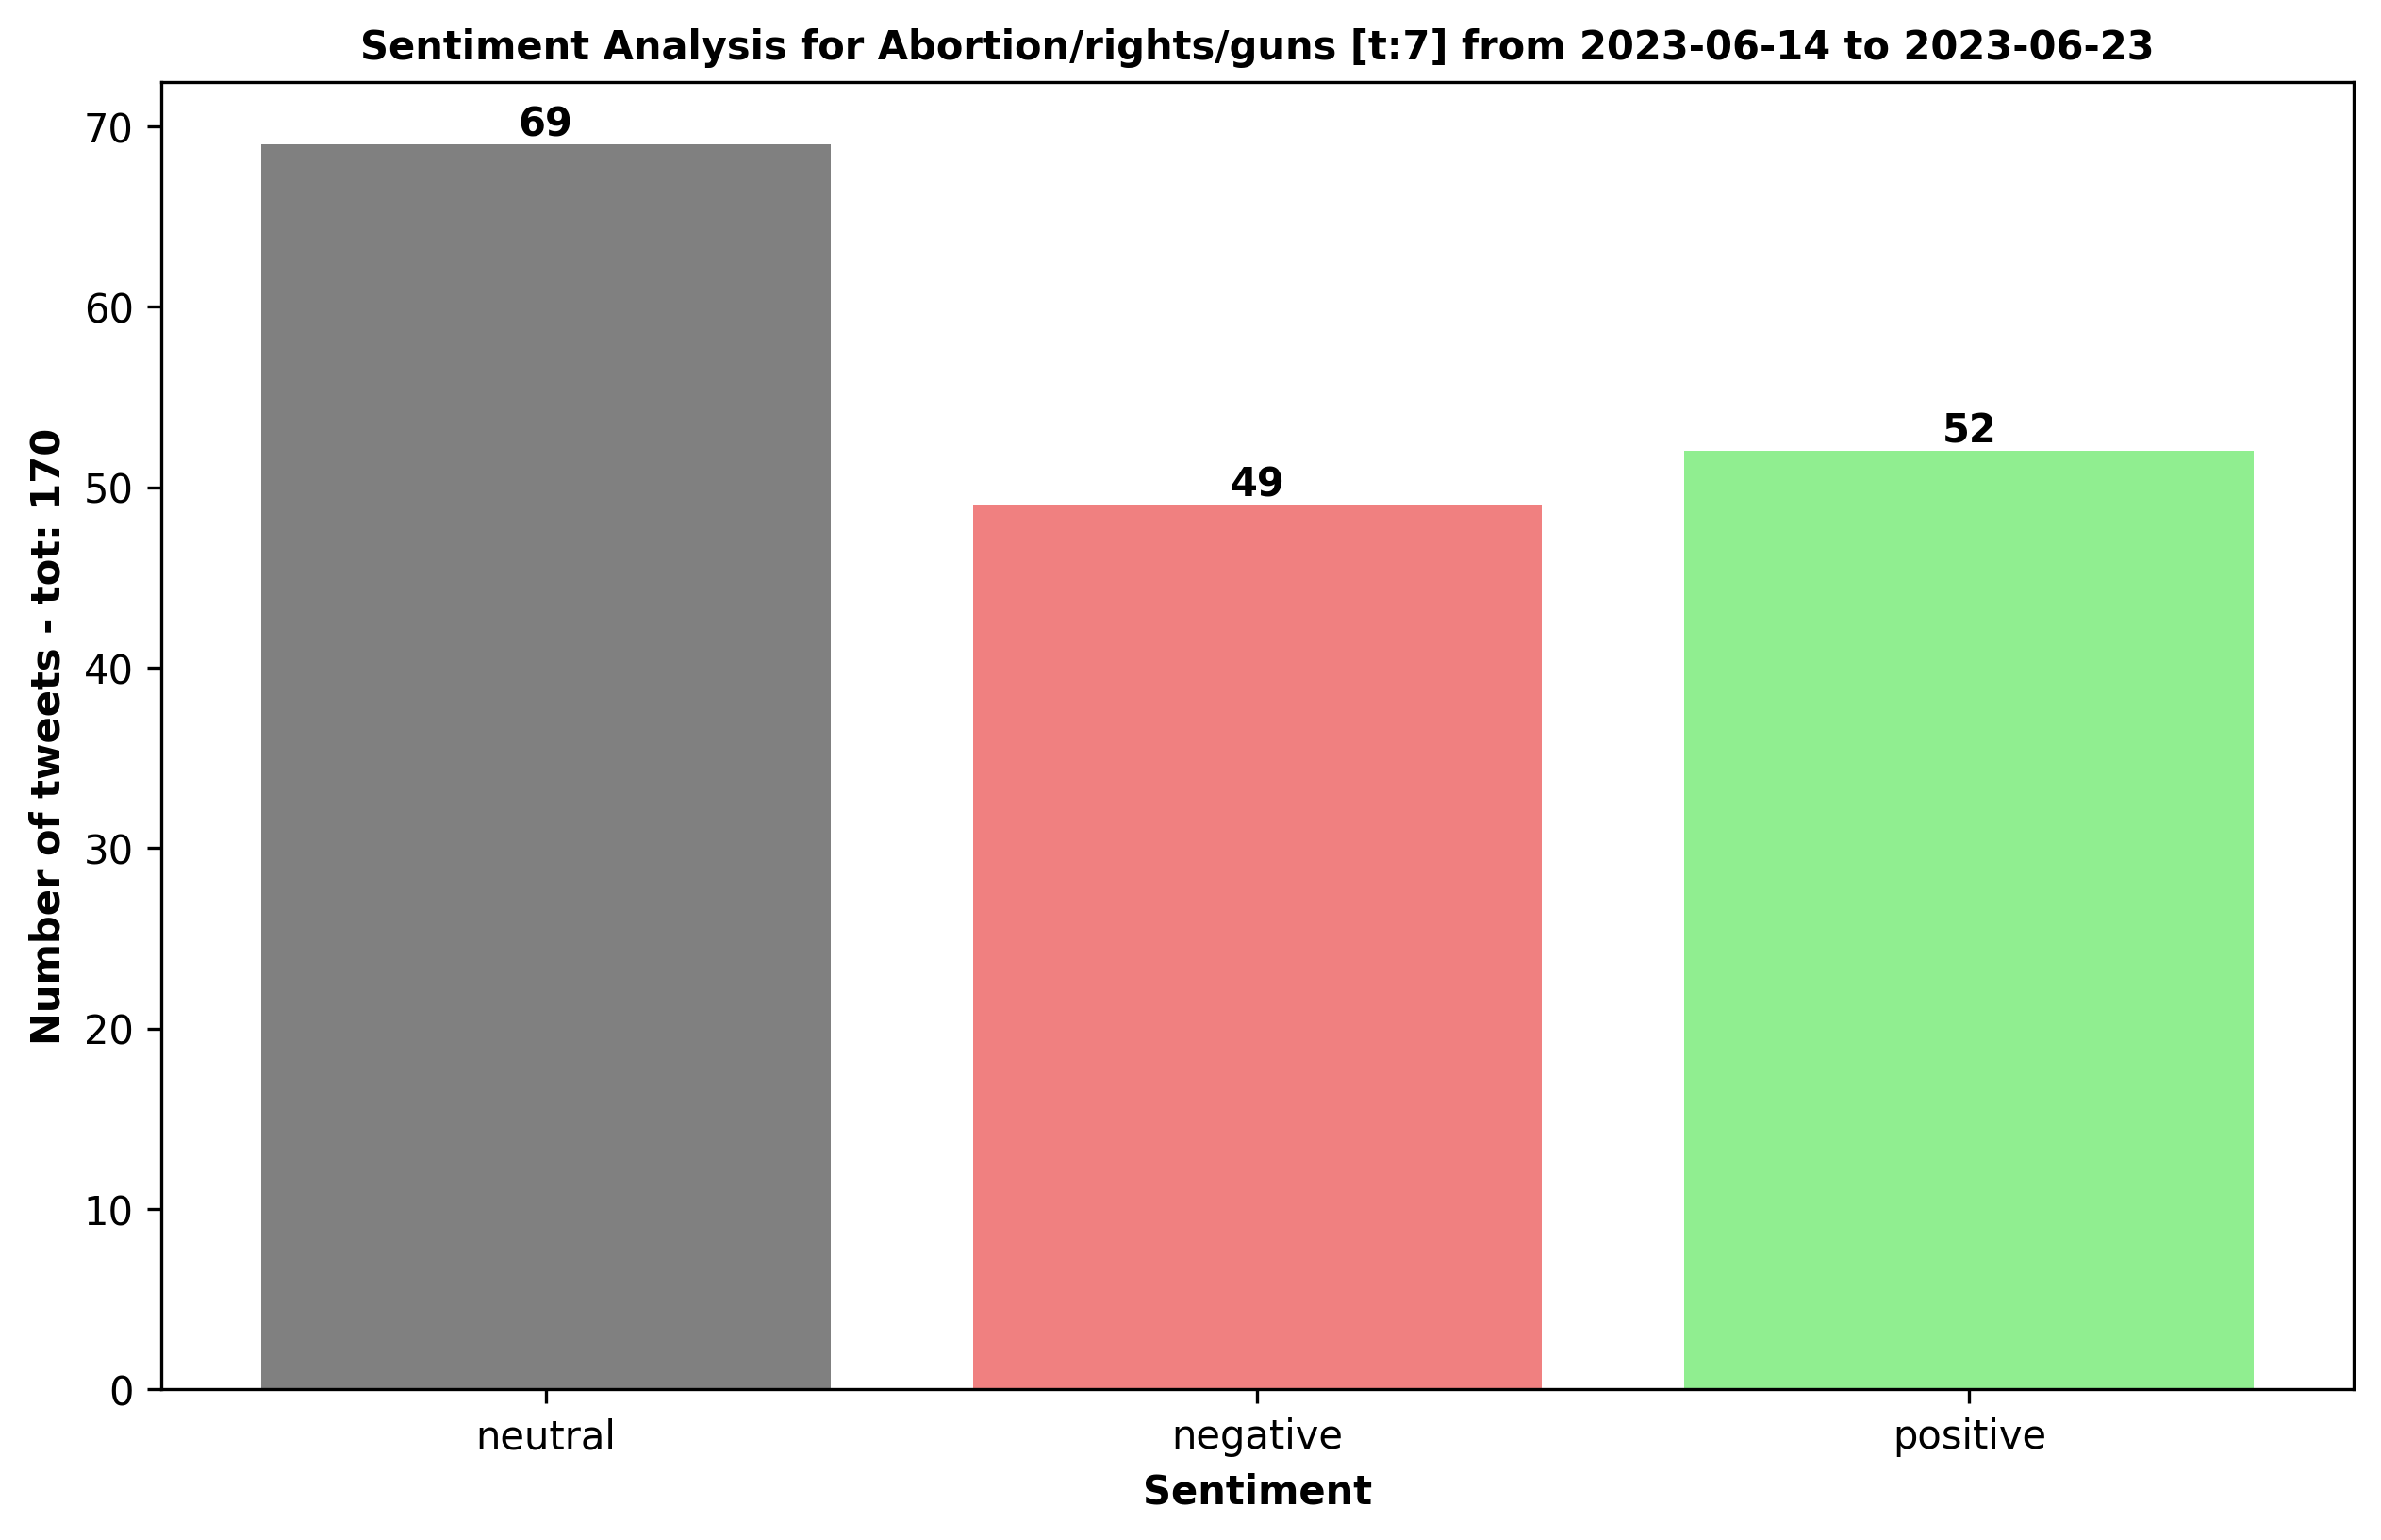 Sentiment Analysis for Abortion/rights/guns [t:7] from 2023-06-14 to 2023-06-23
Number of tweets - tot: 170
70
60
50
40
30
20
10
0
69
49
52
neutral
negative
positive
Sentiment